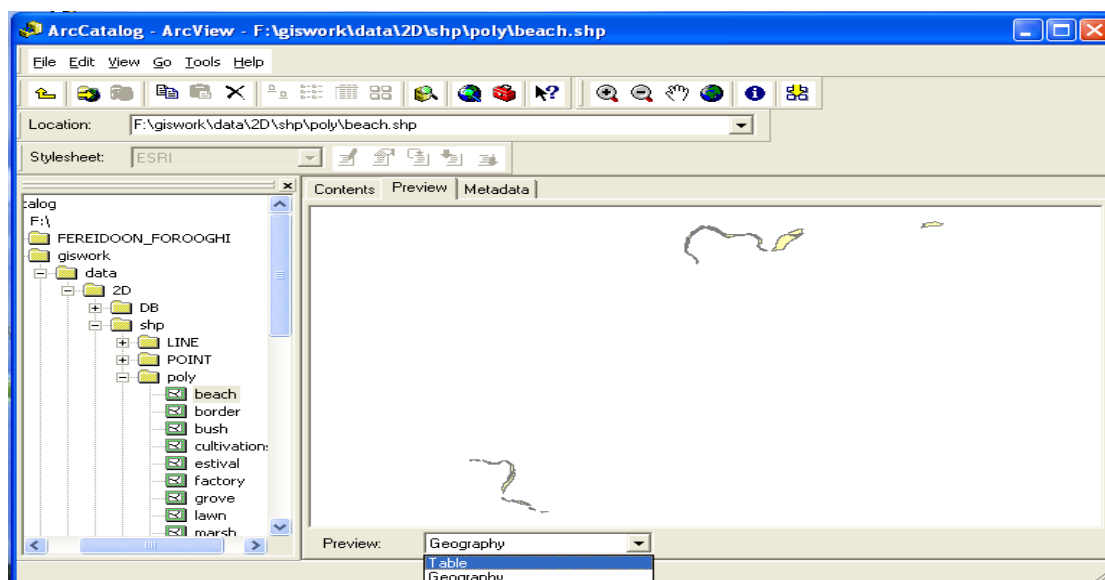 ArcCatalog - ArcView - F:\giswork\data\2D\shp\poly\beach.shp
File Edit View Go Tools Help
Location: F:\giswork\data\2D\shp\poly\beach.shp
Stylesheet: ESRI
Contents Preview Metadata
talog
F:\
FEREIDOON_FOROOGHI
giswork
data
2D
DB
shp
LINE
POINT
poly
beach
border
bush
cultivation
estival
factory
grove
lawn
marsh
Preview: Geography
Table
Geography